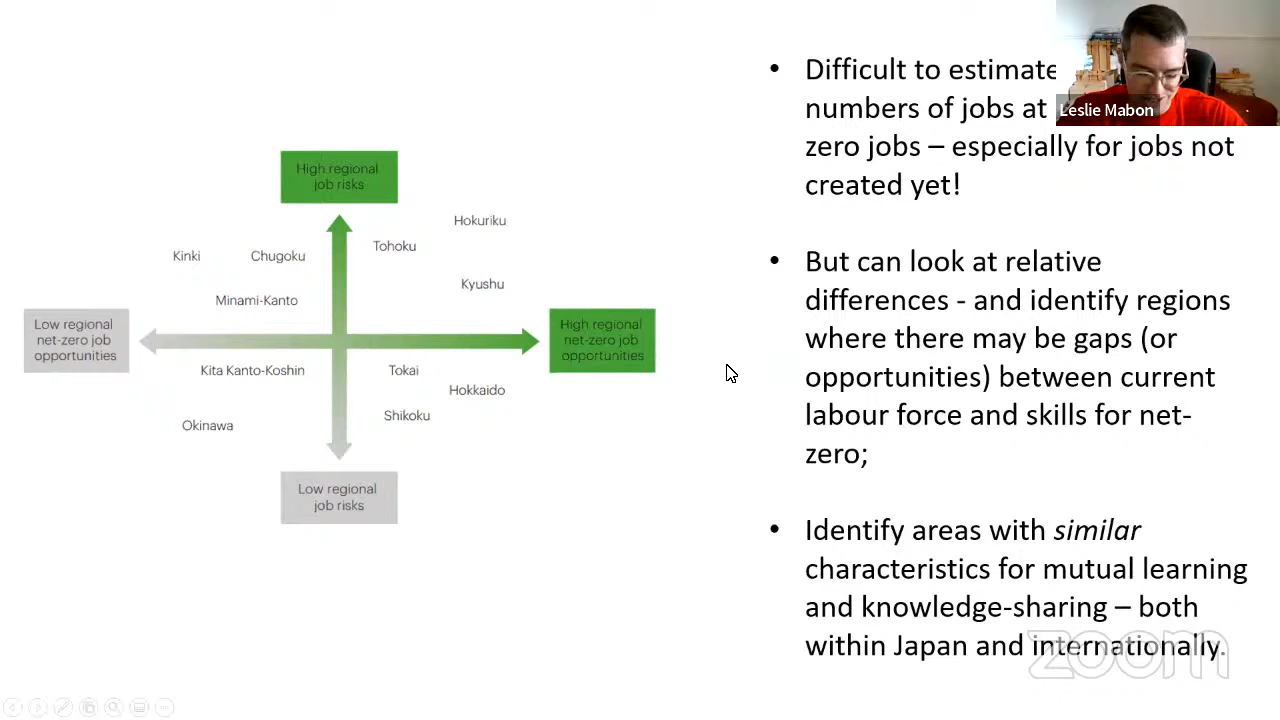 High regional
job risks
Hokuriku
Tohoku
Kinki
Chugoku
Kyushu
Minami-Kanto
Low regional
net-zero job
opportunities
High regional
net-zero job
opportunities
Kita Kanto-Koshin
Tokai
Hokkaido
Shikoku
Okinawa
Low regional
job risks
Difficult to estimate
numbers of jobs at
zero jobs – especially for jobs not
created yet!
But can look at relative
differences - and identify regions
where there may be gaps (or
opportunities) between current
labour force and skills for net-
zero;
Identify areas with similar
characteristics for mutual learning
and knowledge-sharing – both
within Japan and internationally.
Leslie Mabon
zoom